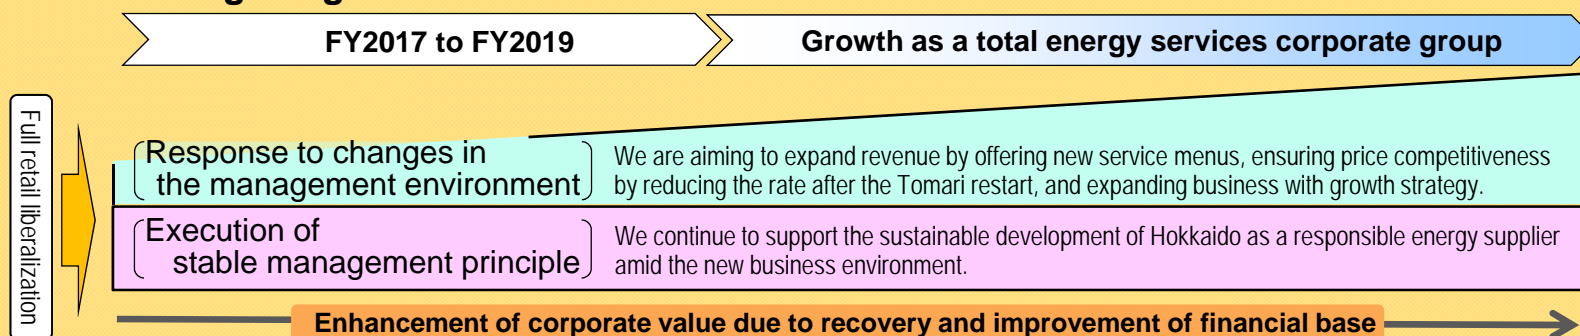 FY2017 to FY2019
Growth as a total energy services corporate group
Full retail liberalization
Response to changes in
the management environment
We are aiming to expand revenue by offering new service menus, ensuring price competitiveness
by reducing the rate after the Tomari restart, and expanding business with growth strategy.
Execution of
stable management principle
We continue to support the sustainable development of Hokkaido as a responsible energy supplier
amid the new business environment.
Enhancement of corporate value due to recovery and improvement of financial base